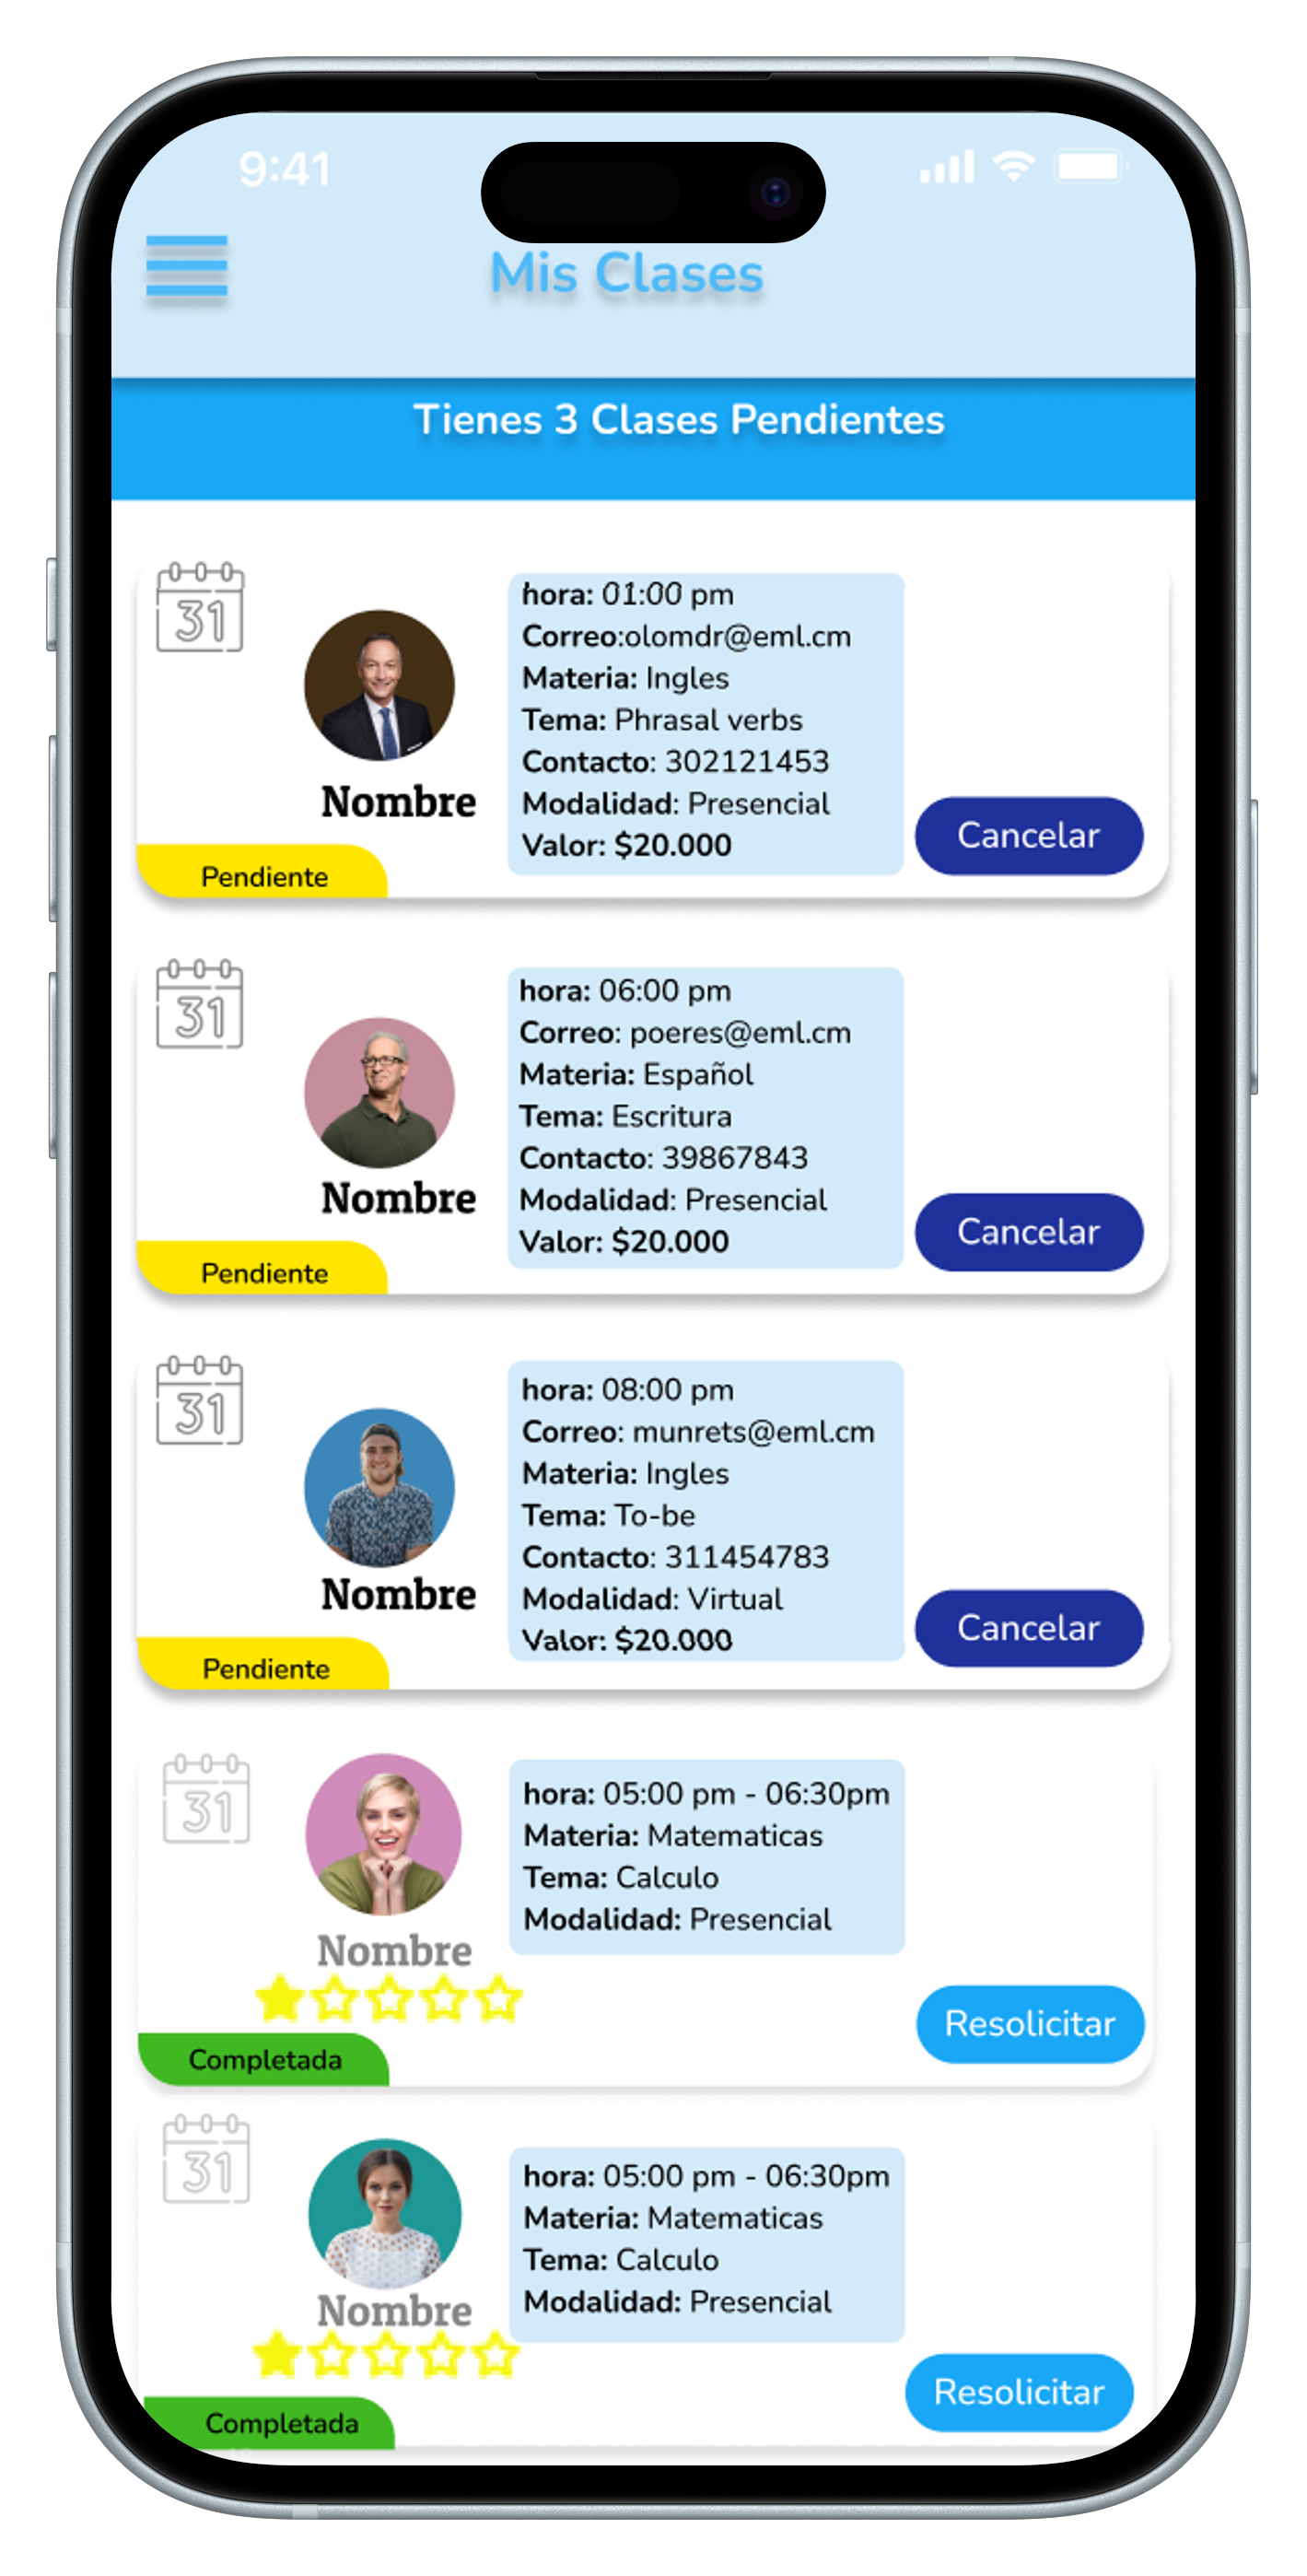 9:41
Mis Clases
Tienes 3 Clases Pendientes
31
hora: 01:00 pm
Correo:olomdr@eml.cm
Materia: Ingles
Tema: Phrasal verbs
Contacto: 302121453
Modalidad: Presencial
Valor: $20.000
Nombre
Cancelar
Pendiente
31
hora: 06:00 pm
Correo: poeres@eml.cm
Materia: Español
Tema: Escritura
Contacto: 39867843
Modalidad: Presencial
Valor: $20.000
Nombre
Cancelar
Pendiente
31
hora: 08:00 pm
Correo: munrets@eml.cm
Materia: Ingles
Tema: To-be
Contacto: 311454783
Modalidad: Virtual
Valor: $20.000
Nombre
Cancelar
Pendiente
31
hora: 05:00 pm - 06:30pm
Materia: Matematicas
Tema: Calculo
Modalidad: Presencial
Nombre
Resolicitar
Completada
31
hora: 05:00 pm - 06:30pm
Materia: Matematicas
Tema: Calculo
Modalidad: Presencial
Nombre
Resolicitar
Completada